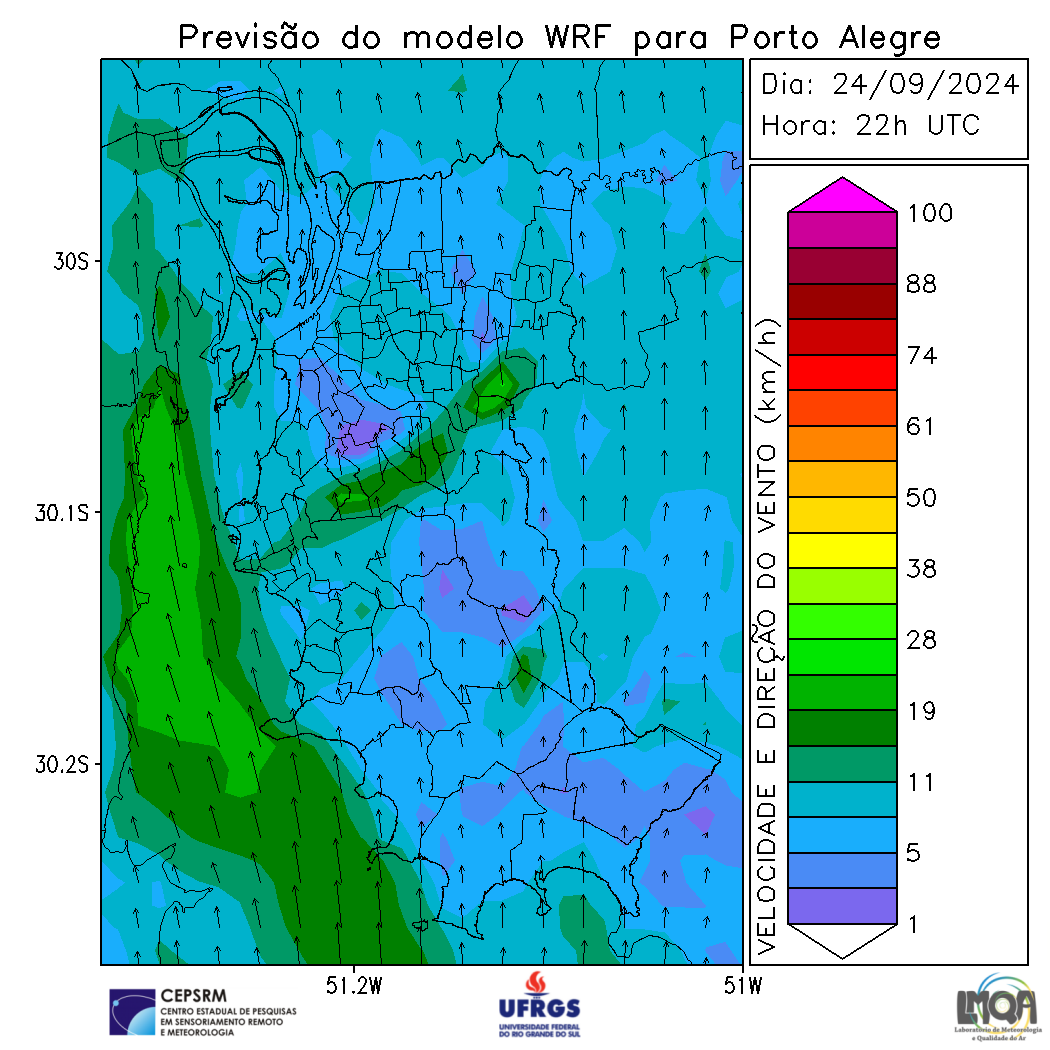 Previsão do modelo WRF para Porto Alegre
Dia: 24/09/2024
Hora: 22h UTC
30S
30.1S
30.2S
51.2W
51W
VELOCIDADE E DIREÇÃO DO VENTO (km/h)
100
88
74
61
50
38
28
19
11
5
1
CEPSRM
CENTRO ESTADUAL DE PESQUISAS
EM SENSORIAMENTO REMOTO
E METEOROLOGIA
UFRGS
UNIVERSIDADE FEDERAL
DO RIO GRANDE DO SUL
LMQA
Laboratório de Meteorologia
e Qualidade do Ar